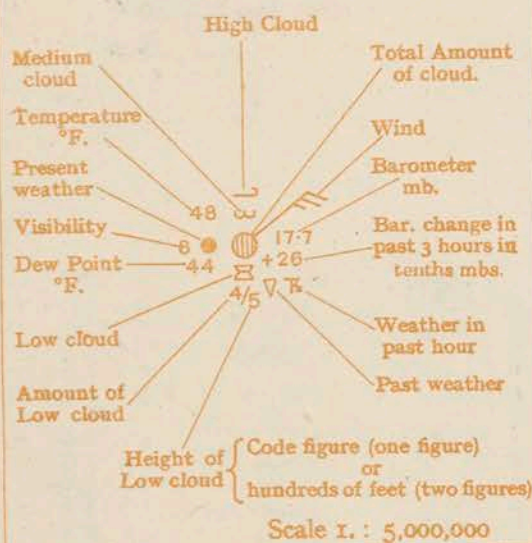 High Cloud
Medium
cloud
Total Amount
of cloud.
Temperature
°F.
Wind
Present
weather
Barometer
mb.
48
Visibility
6
17·7
Bar. change in
past 3 hours in
tenths mbs.
Dew Point
°F.
44
+26
4/5
Low cloud
Weather in
past hour
Amount of
Low cloud
Past weather
Height of
Low cloud
Code figure (one figure)
or
hundreds of feet (two figures)
Scale 1. : 5,000,000